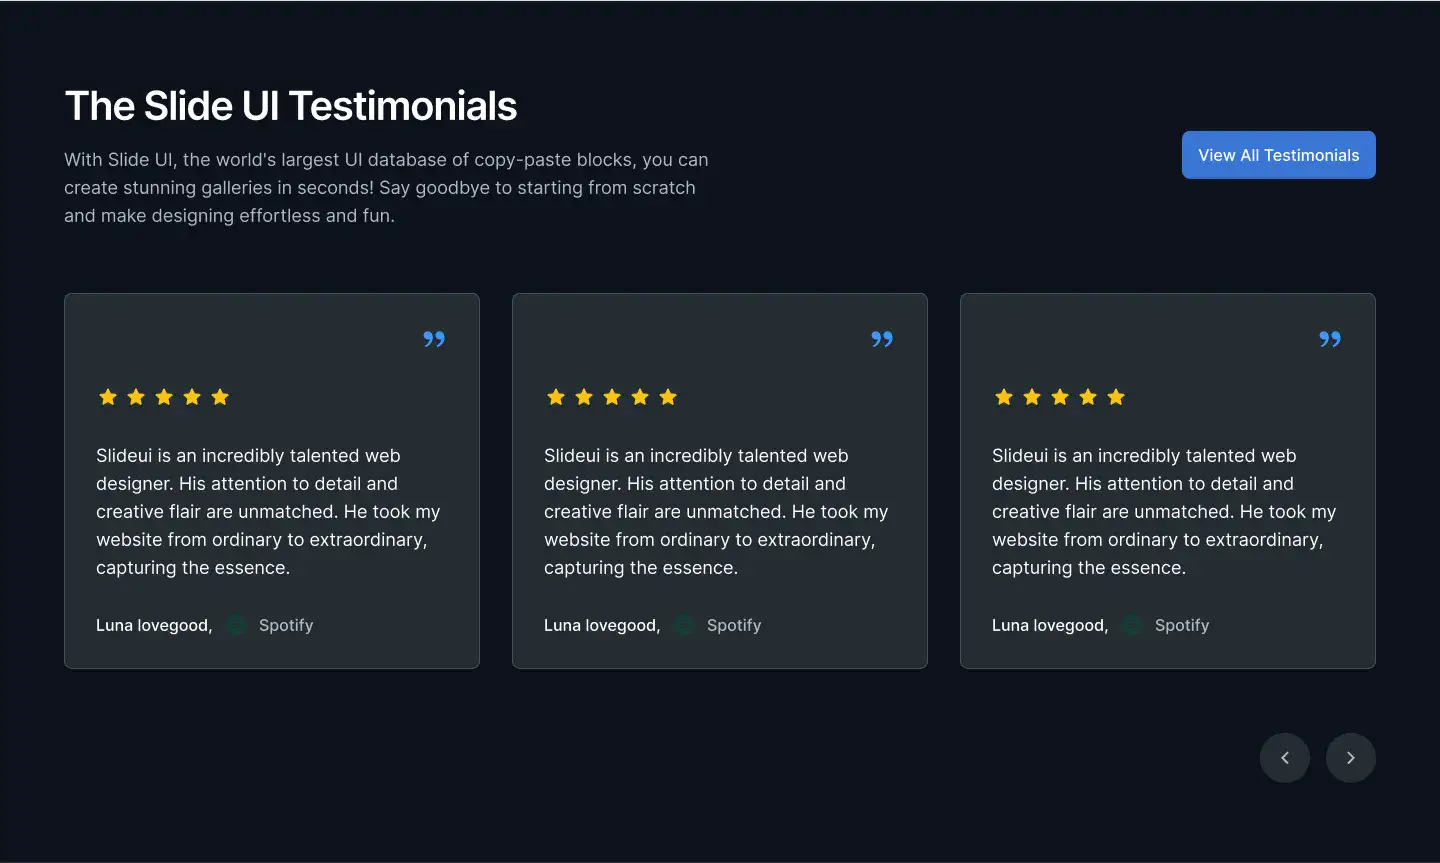 The Slide UI Testimonials
With Slide UI, the world's largest UI database of copy-paste blocks, you can
create stunning galleries in seconds! Say goodbye to starting from scratch
and make designing effortless and fun.
View All Testimonials
”
Slideui is an incredibly talented web
designer. His attention to detail and
creative flair are unmatched. He took my
website from ordinary to extraordinary,
capturing the essence.
Luna lovegood, Spotify
”
Slideui is an incredibly talented web
designer. His attention to detail and
creative flair are unmatched. He took my
website from ordinary to extraordinary,
capturing the essence.
Luna lovegood, Spotify
”
Slideui is an incredibly talented web
designer. His attention to detail and
creative flair are unmatched. He took my
website from ordinary to extraordinary,
capturing the essence.
Luna lovegood, Spotify